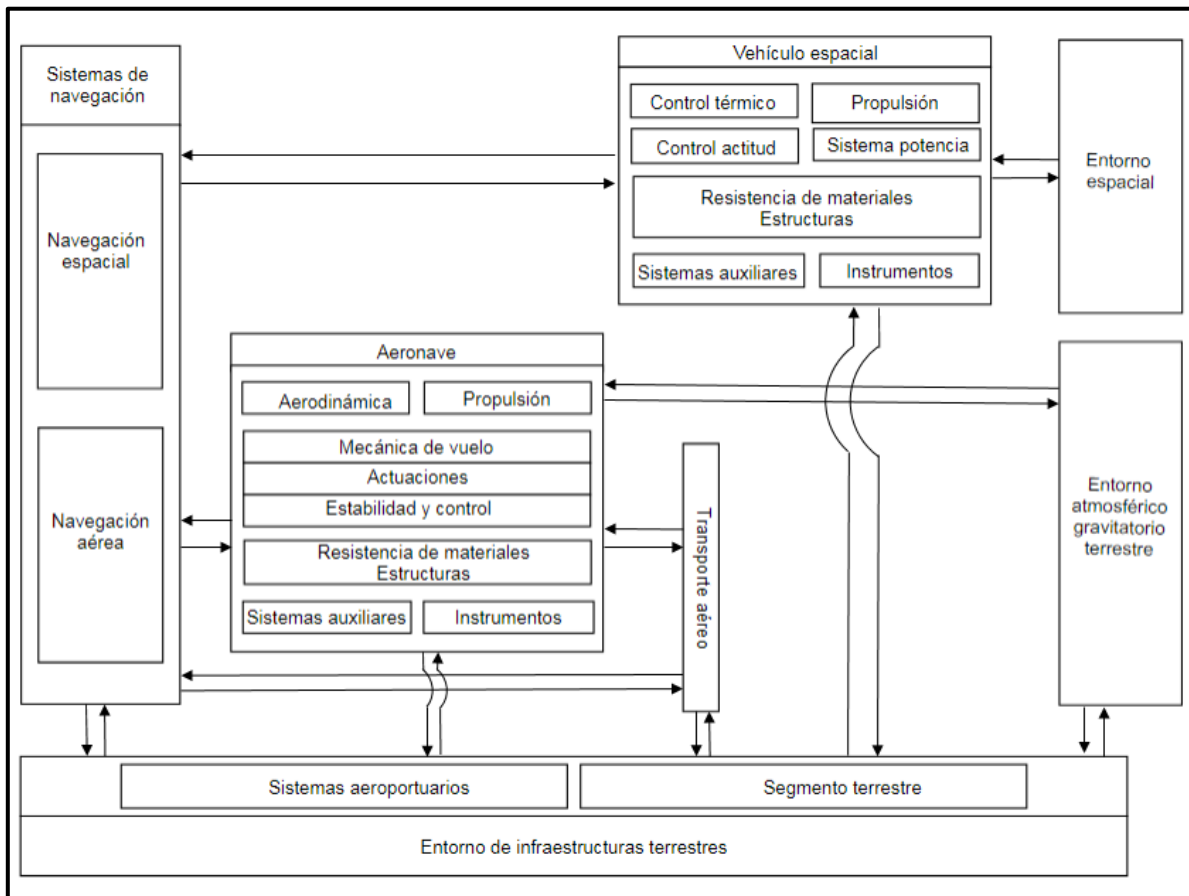 Sistemas de
navegación
Navegación
espacial
Navegación
aérea
Vehículo espacial
Control térmico
Propulsión
Control actitud
Sistema potencia
Resistencia de materiales
Estructuras
Sistemas auxiliares
Instrumentos
Entorno
espacial
Aeronave
Aerodinámica
Propulsión
Mecánica de vuelo
Actuaciones
Estabilidad y control
Resistencia de materiales
Estructuras
Sistemas auxiliares
Instrumentos
Transporte aéreo
Entorno
atmosférico
gravitatorio
terrestre
Sistemas aeroportuarios
Segmento terrestre
Entorno de infraestructuras terrestres